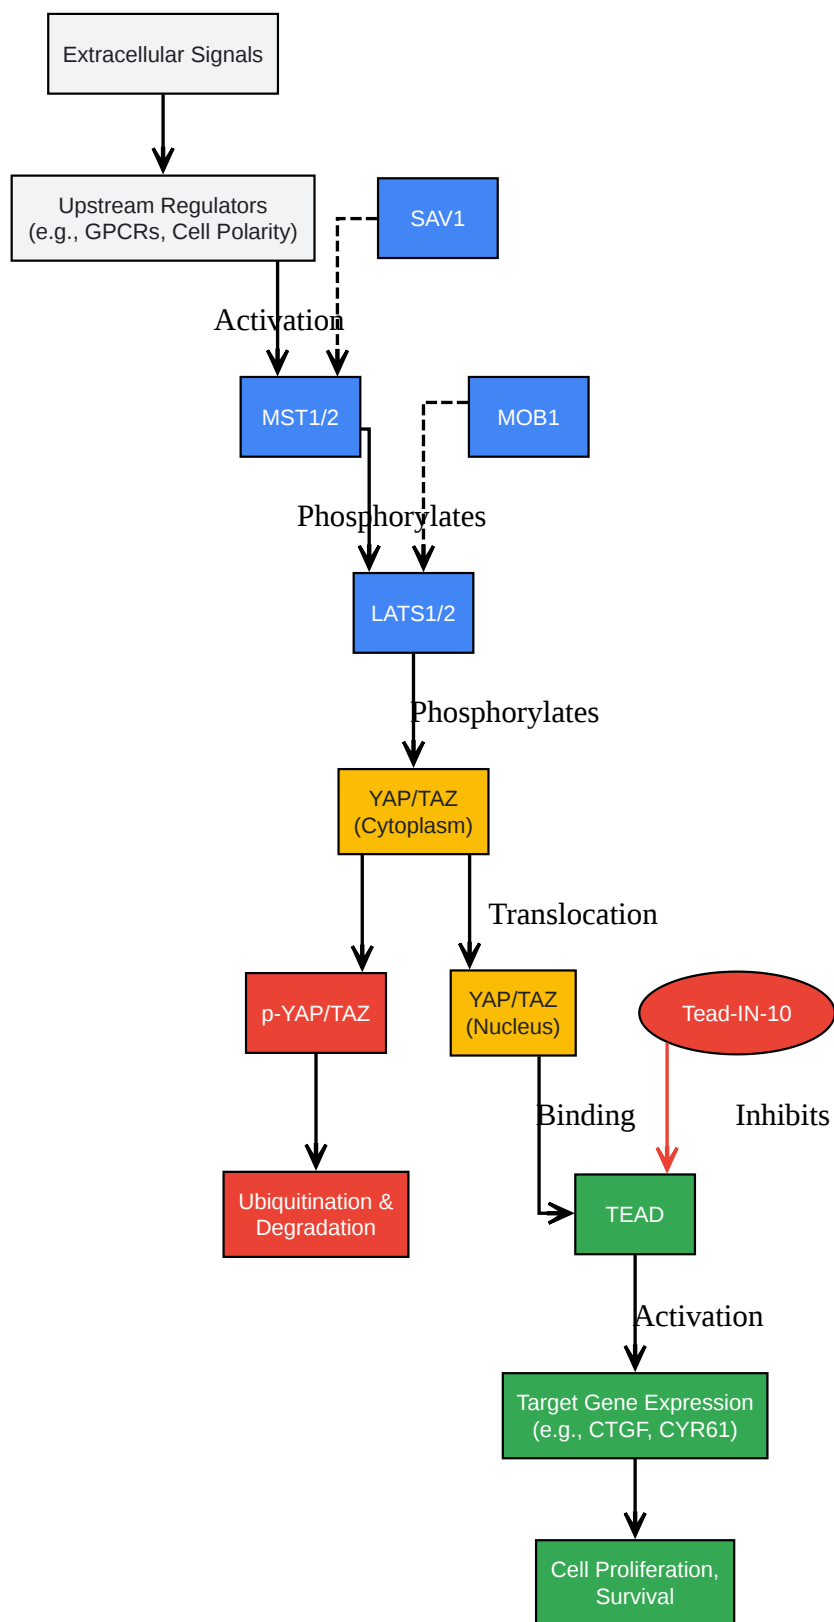 Extracellular Signals
Upstream Regulators
(e.g., GPCRs, Cell Polarity)
SAV1
Activation
MST1/2
MOB1
Phosphorylates
LATS1/2
Phosphorylates
YAP/TAZ
(Cytoplasm)
Translocation
p-YAP/TAZ
YAP/TAZ
(Nucleus)
Tead-IN-10
Binding
Inhibits
Ubiquitination &
Degradation
TEAD
Activation
Target Gene Expression
(e.g., CTGF, CYR61)
Cell Proliferation,
Survival